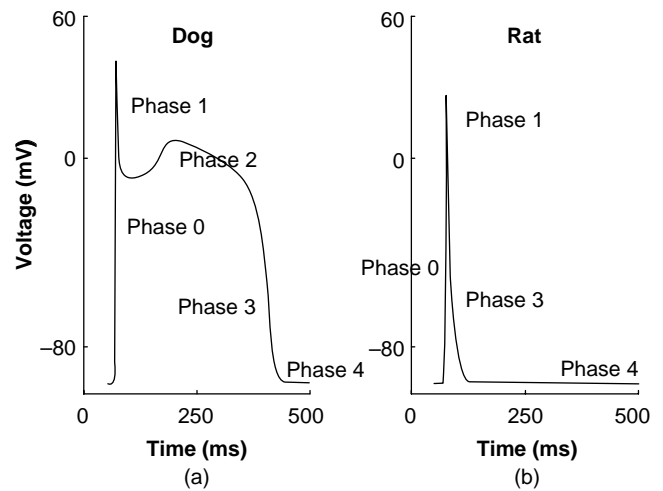 Dog
60
Phase 1
Phase 2
0
Phase 0
Phase 3
–80
Phase 4
Voltage (mV)
0
250
500
Time (ms)
(a)
Rat
60
Phase 1
0
Phase 0
Phase 3
–80
Phase 4
0
250
500
Time (ms)
(b)